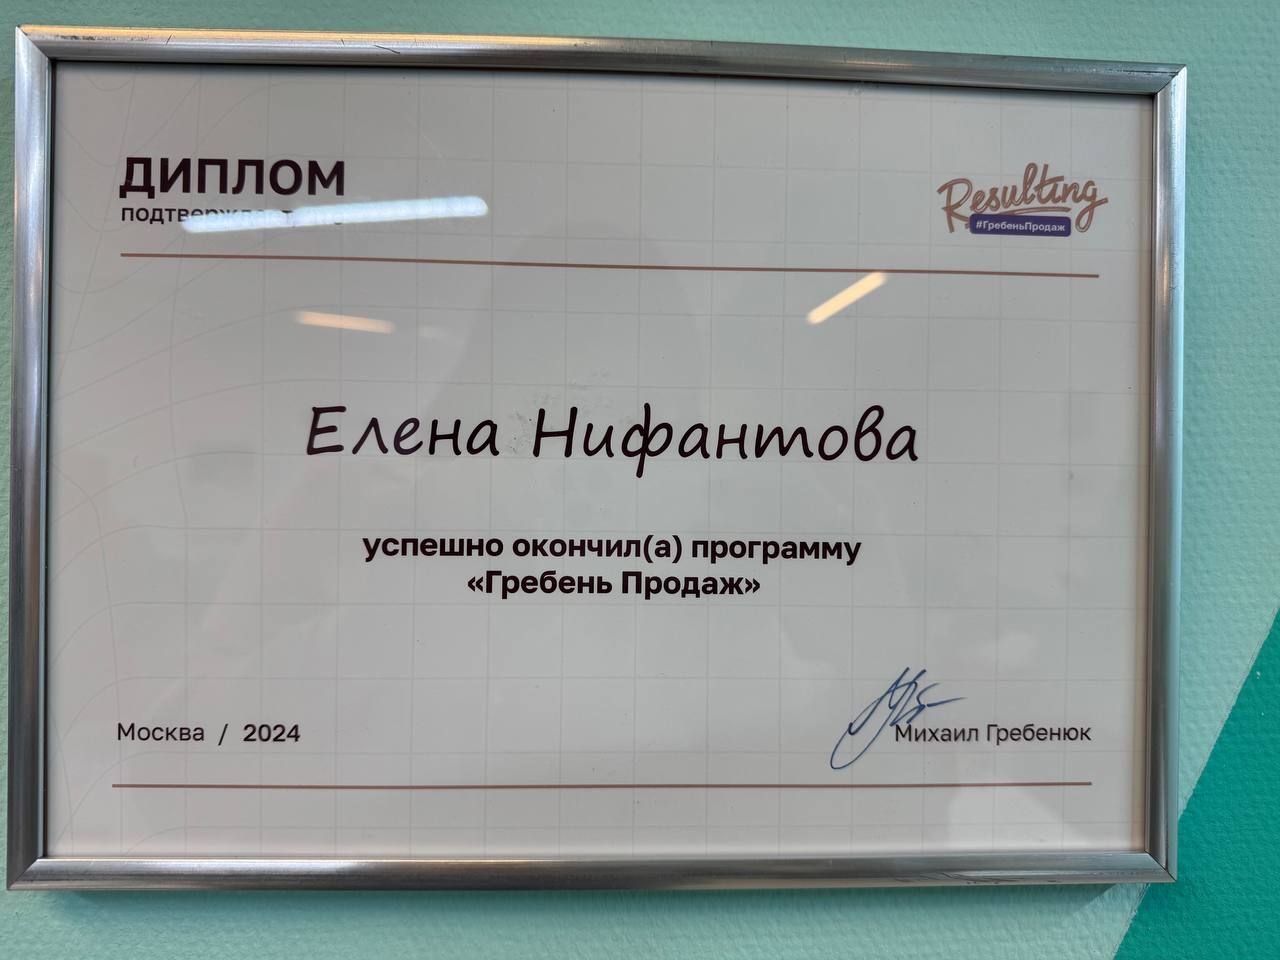 ДИПЛОМ
Resulting
#ГребеньПродаж
Елена Нифантова
успешно окончил(а) программу
«Гребень Продаж»
Москва / 2024
Михаил Гребенюк